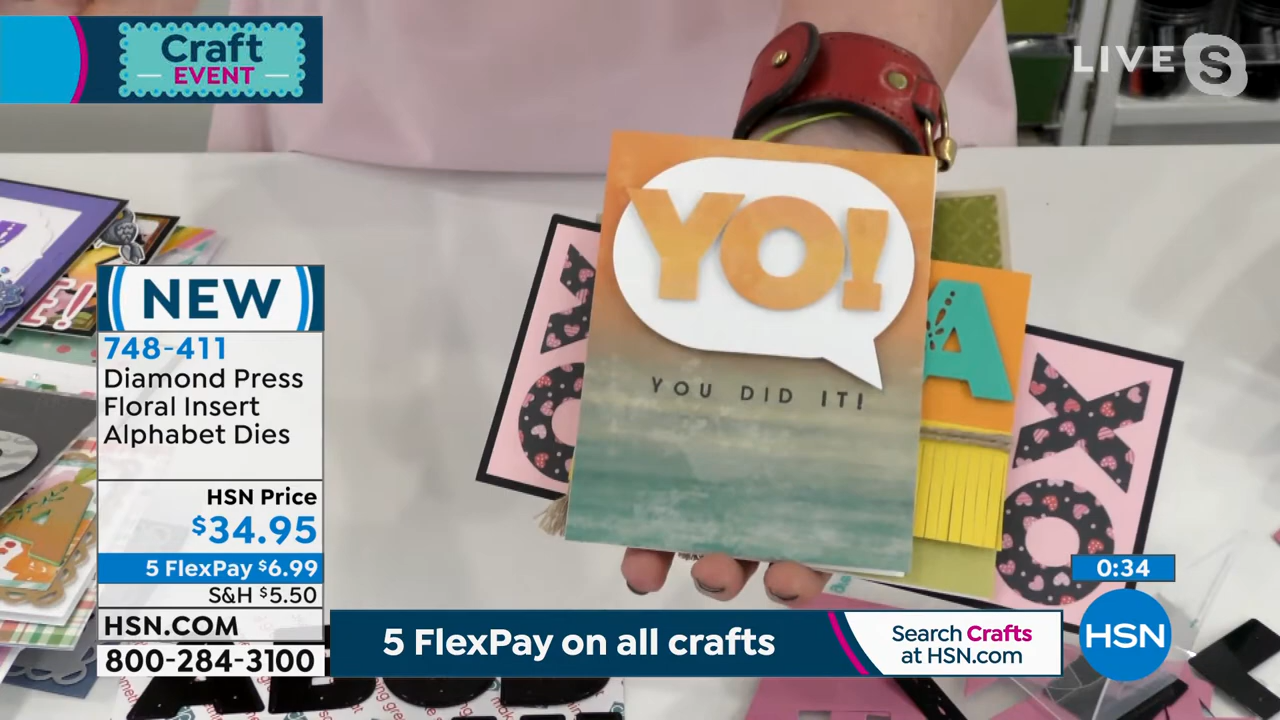 Craft
EVENT
LIVE S
YO!
YOU DID IT!
A
X
O
X
O
NEW
748-411
Diamond Press
Floral Insert
Alphabet Dies
HSN Price
$34.95
5 FlexPay $6.99
S&H $5.50
HSN.COM
800-284-3100
0:34
5 FlexPay on all crafts
Search Crafts
at HSN.com
HSN